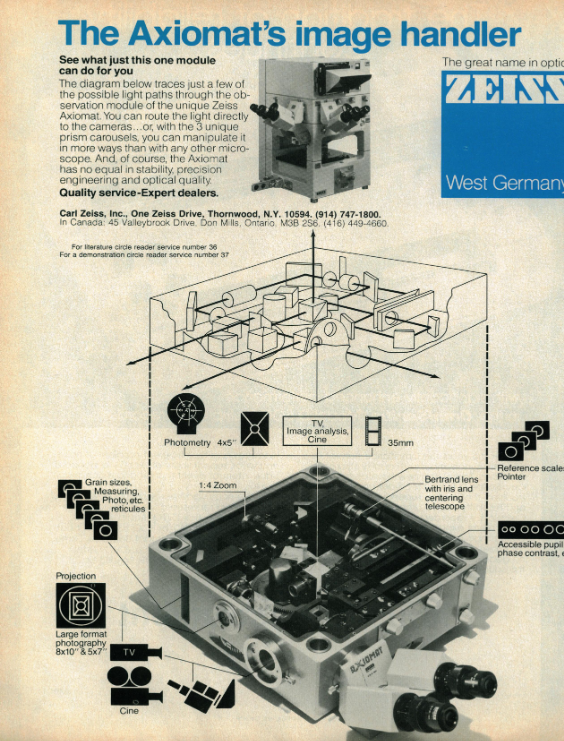 The Axiomat's image handler
See what just this one module
can do for you
The diagram below traces just a few of
the possible light paths through the ob-
servation module of the unique Zeiss
Axiomat. You can route the light directly
to the cameras...or, with the 3 unique
prism carousels, you can manipulate it
in more ways than with any other micro-
scope. And, of course, the Axiomat
has no equal in stability, precision
engineering and optical quality.
Quality service-Expert dealers.
The great name in optic
ZEISS
West Germany
Carl Zeiss, Inc., One Zeiss Drive, Thornwood, N.Y. 10594. (914) 747-1800.
In Canada: 45 Valleybrook Drive, Don Mills, Ontario. M3B 2S6. (416) 449-4660.
For literature circle reader service number 36
For a demonstration circle reader service number 37
Photometry
4x5"
TV,
Image analysis,
Cine
35mm
Reference scales
Pointer
Grain sizes,
Measuring,
Photo, etc.
reticules
1:4 Zoom
Bertrand lens
with iris and
centering
telescope
Accessible pupil
phase contrast, e
Projection
Large format
photography
8x10" & 5x7"
TV
Cine
AXIOMAT